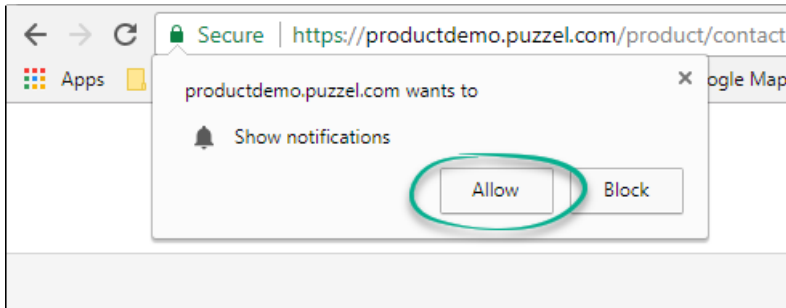 Secure | https://productdemo.puzzel.com/product/contact
Apps
ogle Map
productdemo.puzzel.com wants to
Show notifications
Allow
Block